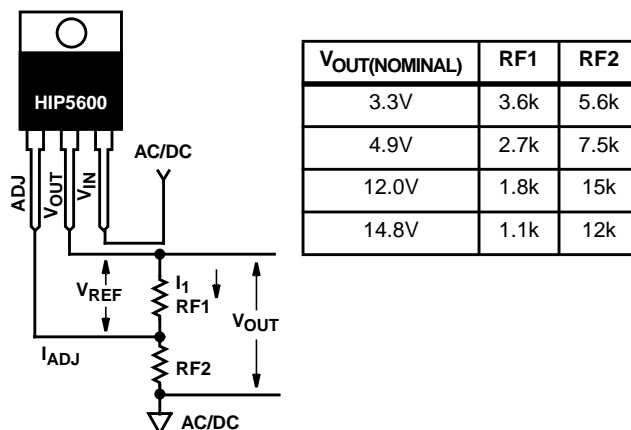 HIP5600
ADJ
VOUT
VIN
AC/DC
VREF
I1
RF1
VOUT
IADJ
RF2
AC/DC
VOUT(NOMINAL) RF1 RF2
3.3V 3.6k 5.6k
4.9V 2.7k 7.5k
12.0V 1.8k 15k
14.8V 1.1k 12k